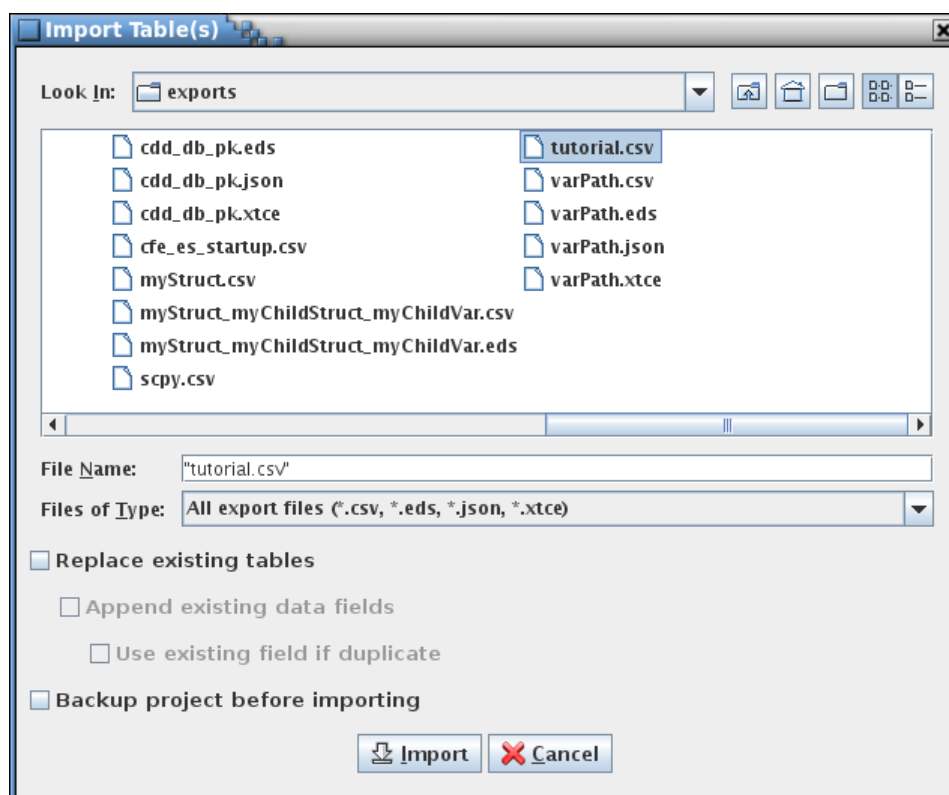 Import Table(s)
Look In: exports
cdd_db_pk.eds
cdd_db_pk.json
cdd_db_pk.xtce
cfe_es_startup.csv
myStruct.csv
myStruct_myChildStruct_myChildVar.csv
myStruct_myChildStruct_myChildVar.eds
scpy.csv
tutorial.csv
varPath.csv
varPath.eds
varPath.json
varPath.xtce
File Name: "tutorial.csv"
Files of Type: All export files (*.csv, *.eds, *.json, *.xtce)
Replace existing tables
Append existing data fields
Use existing field if duplicate
Backup project before importing
Import Cancel